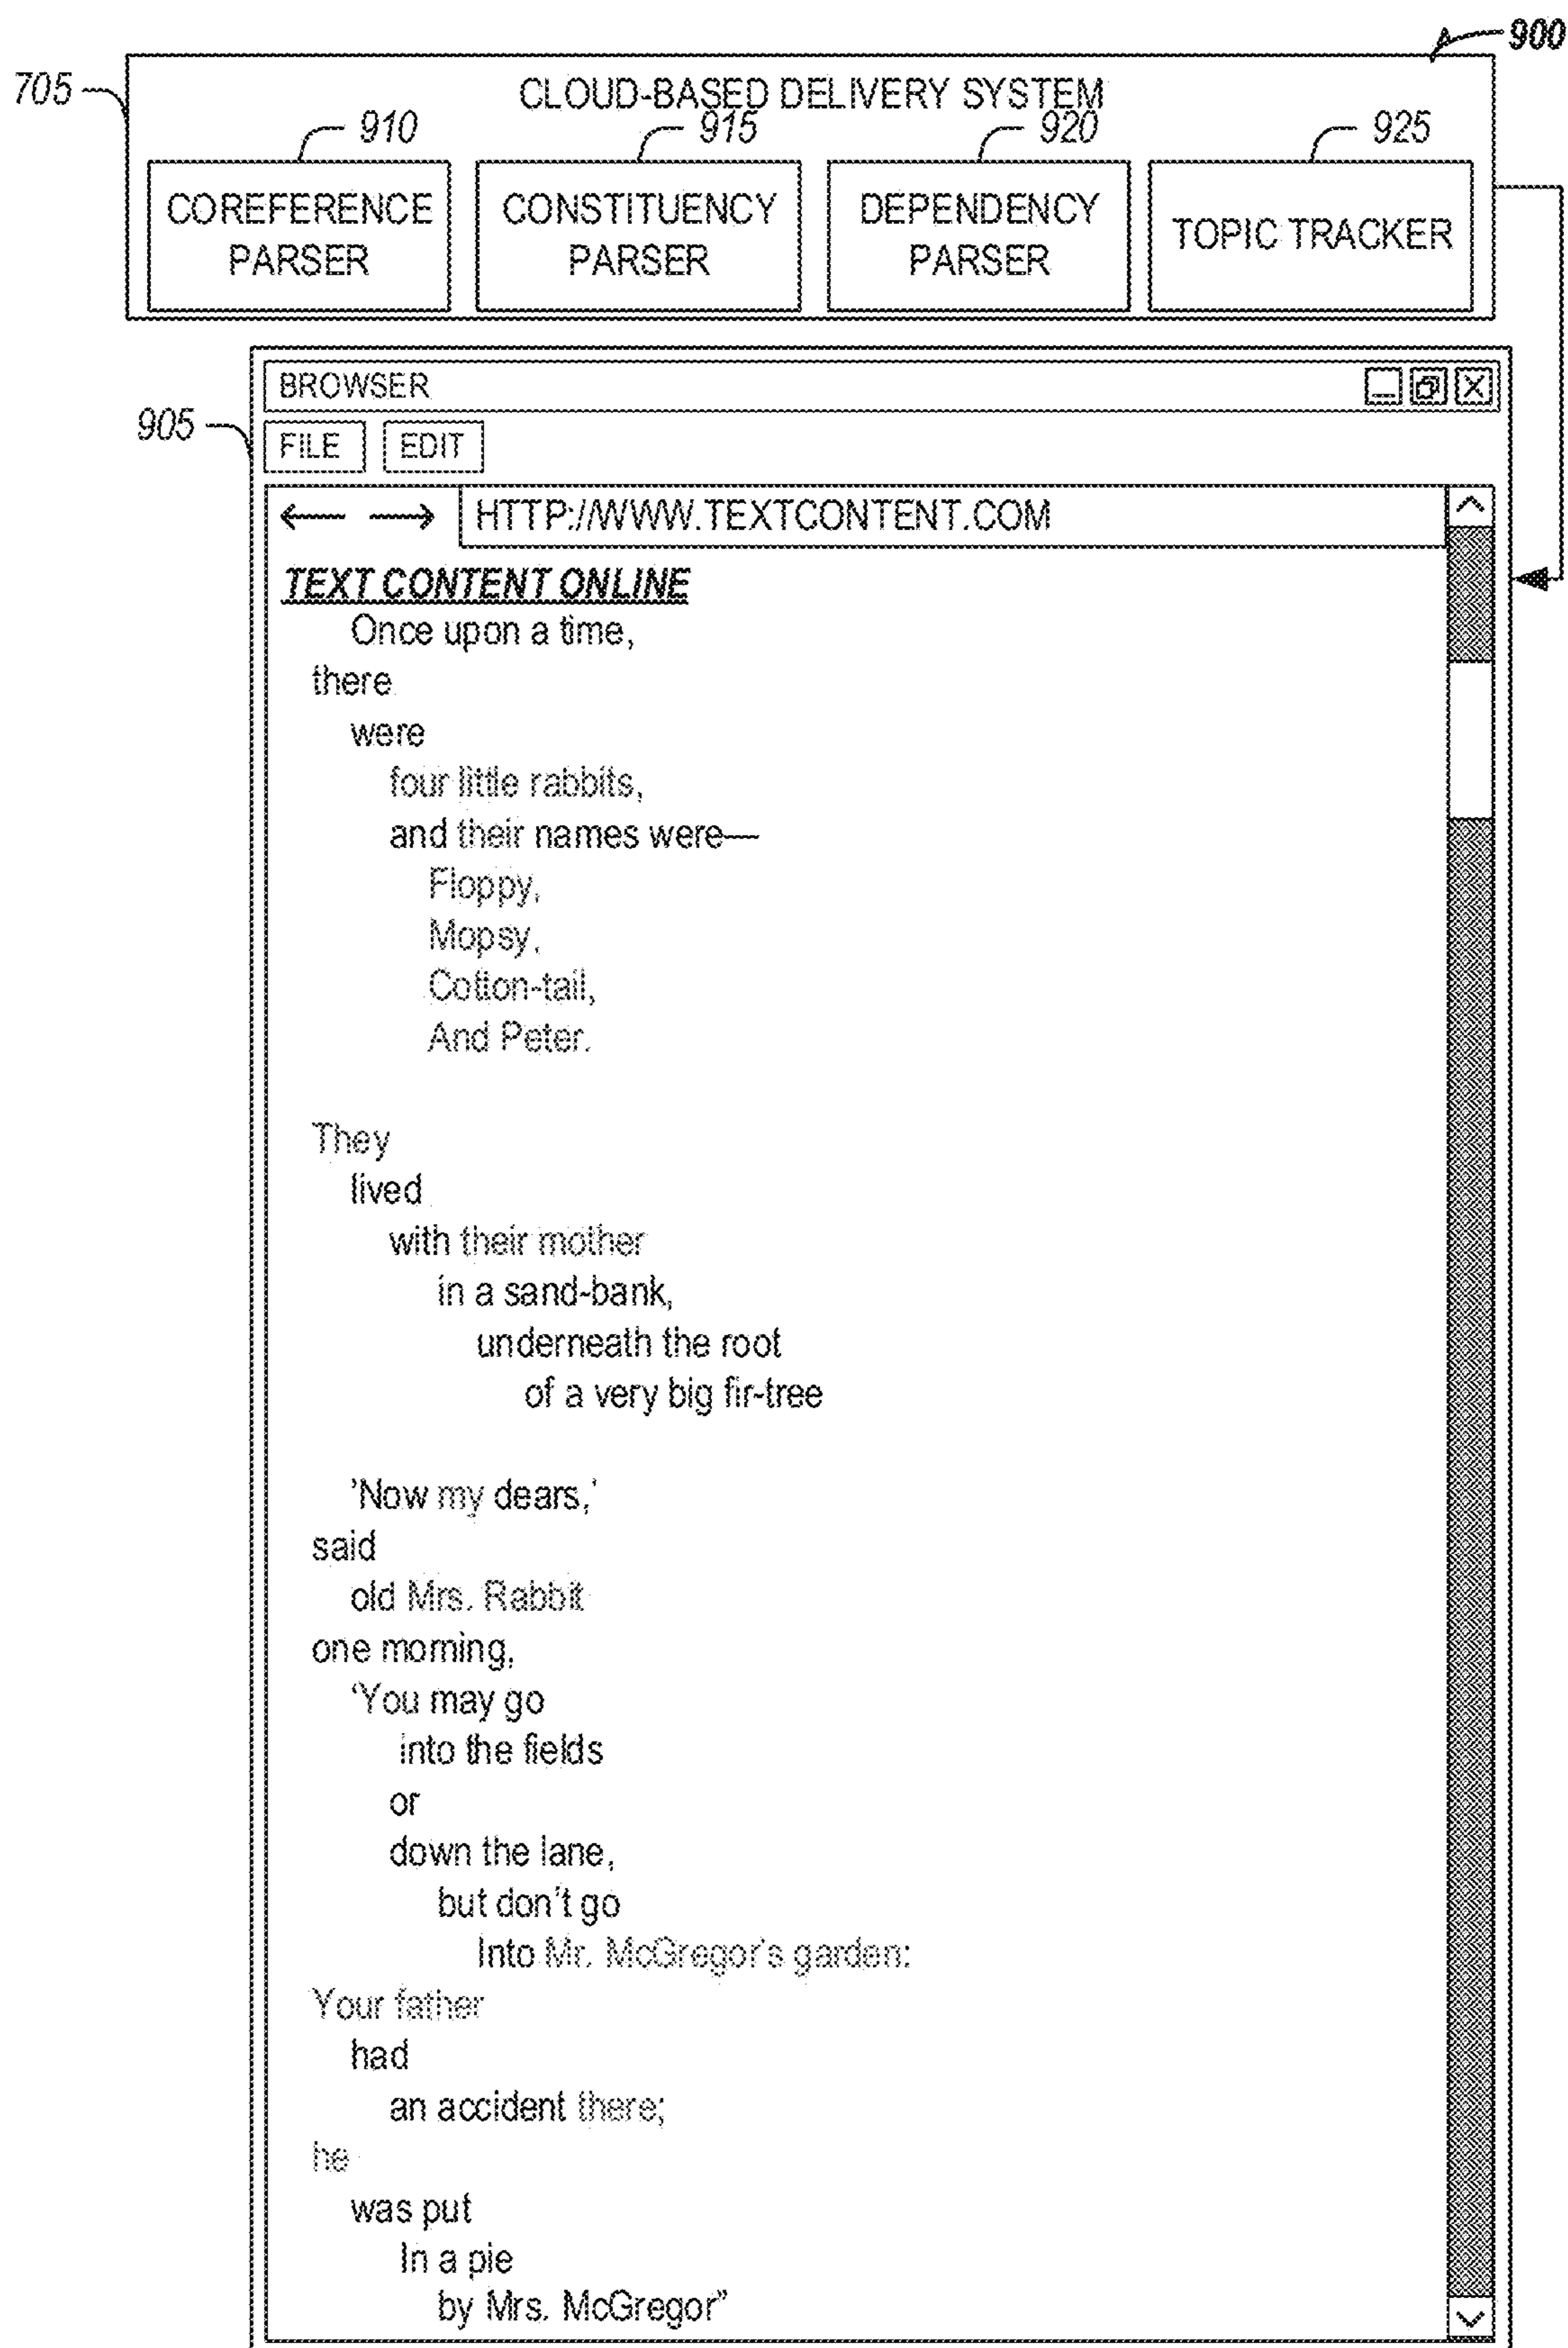 900
705
CLOUD-BASED DELIVERY SYSTEM
910
915
920
925
COREFERENCE
PARSER
CONSTITUENCY
PARSER
DEPENDENCY
PARSER
TOPIC TRACKER
BROWSER
905
FILE
EDIT
HTTP://WWW.TEXTCONTENT.COM
TEXT CONTENT ONLINE
Once upon a time,
there
were
four little rabbits,
and their names were—
Floppy,
Mopsy,
Cotton-tail,
And Peter.
They
lived
with their mother
in a sand-bank,
underneath the root
of a very big fir-tree
'Now my dears,'
said
old Mrs. Rabbit
one morning,
'You may go
into the fields
or
down the lane,
but don't go
Into Mr. McGregor's garden:
Your father
had
an accident there;
he
was put
In a pie
by Mrs. McGregor"